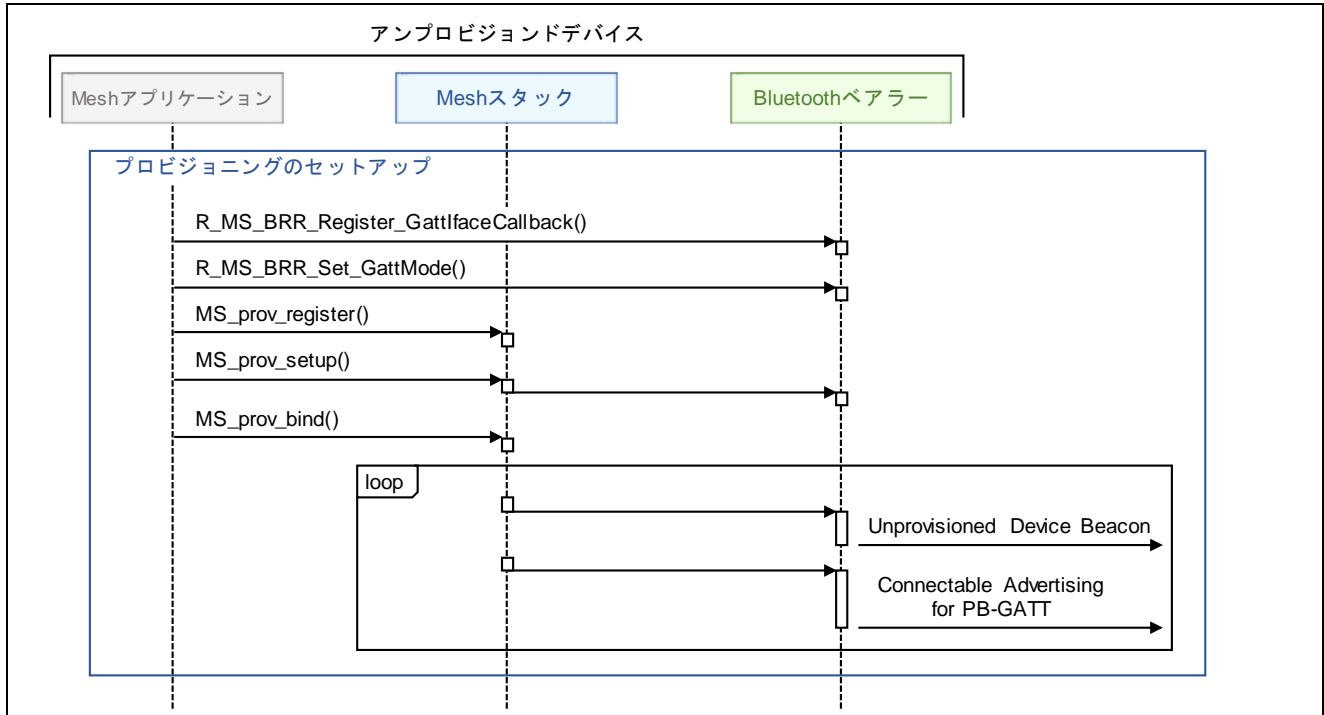 アンプロビジョンドデバイス
Meshアプリケーション
Meshスタック
Bluetoothベアラー
プロビジョニングのセットアップ
R_MS_BRR_Register_GattIfaceCallback()
R_MS_BRR_Set_GattMode()
MS_prov_register()
MS_prov_setup()
MS_prov_bind()
loop
Unprovisioned Device Beacon
Connectable Advertising
for PB-GATT